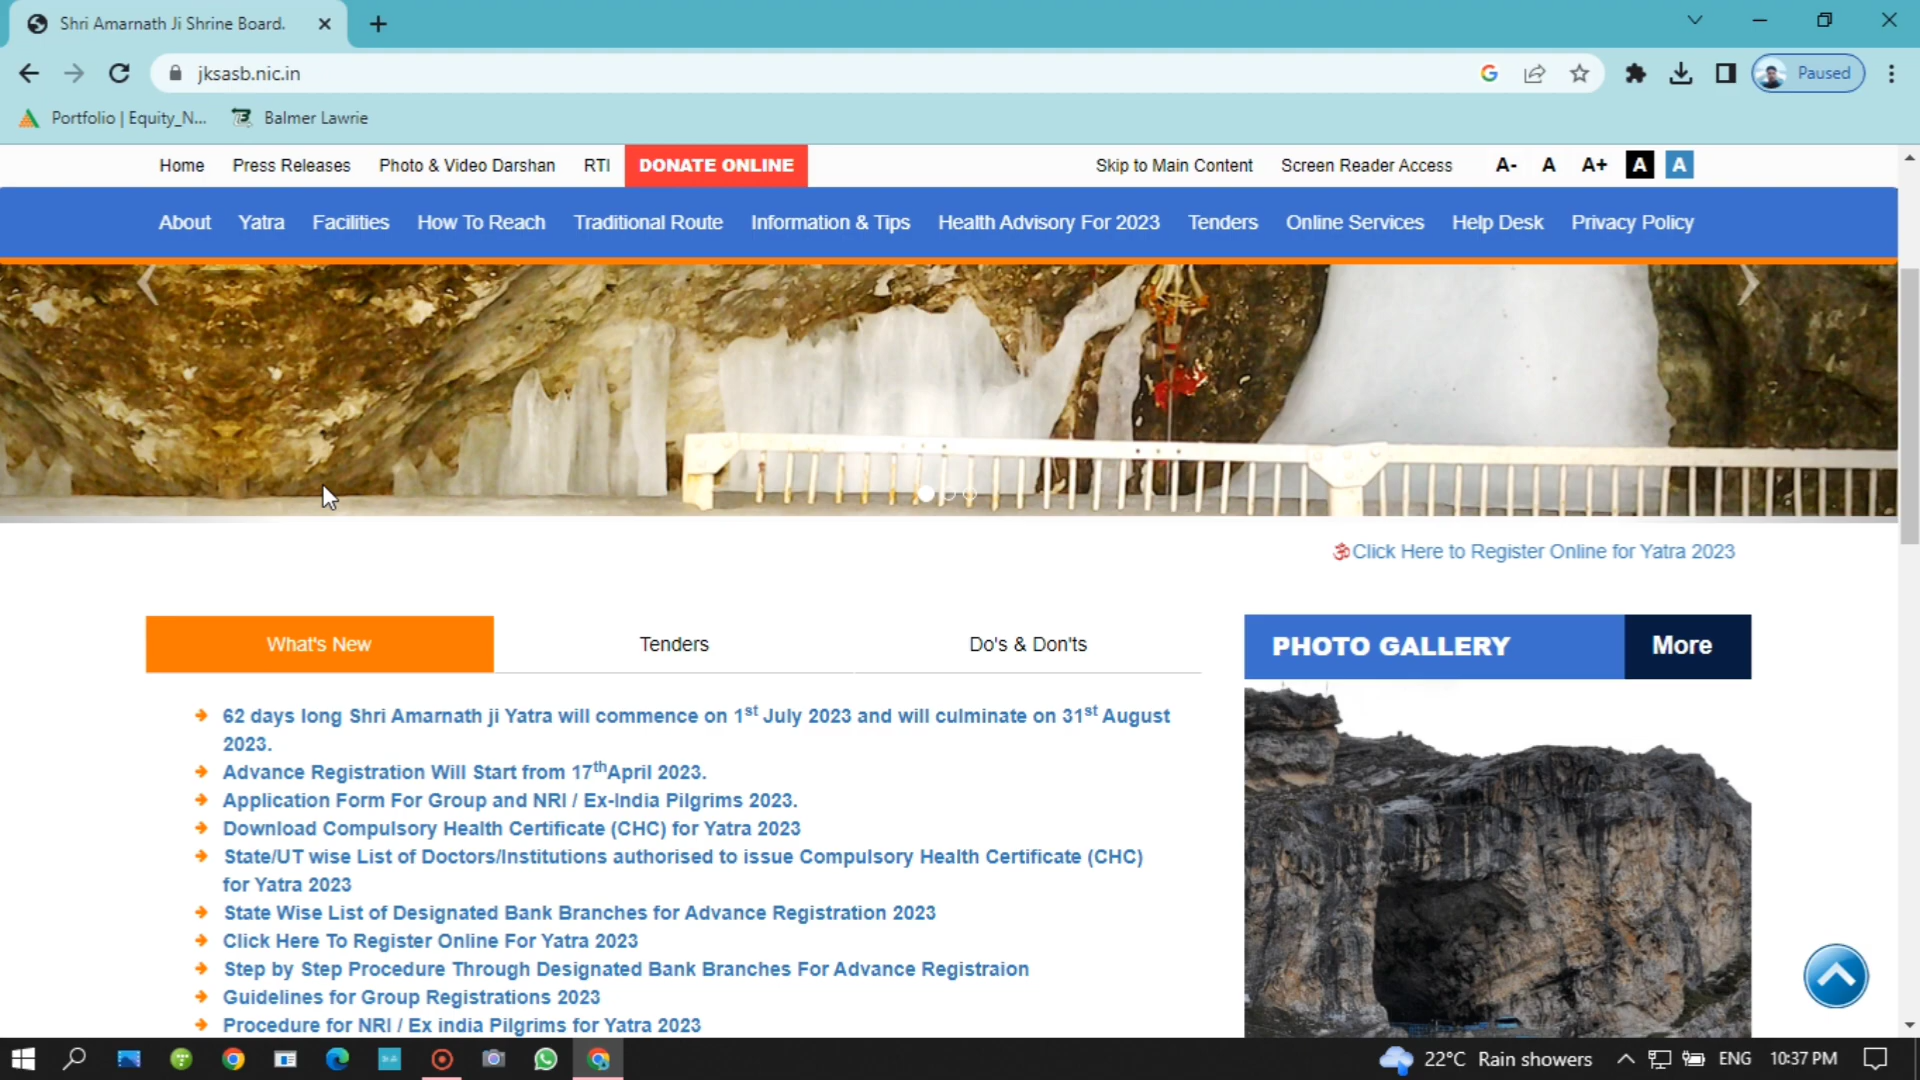 Shri Amarnath Ji Shrine Board.
jksasb.nic.in
Paused
Portfolio | Equity_N...
Balmer Lawrie
Home Press Releases Photo & Video Darshan RTI DONATE ONLINE Skip to Main Content Screen Reader Access A- A A+ A A
About Yatra Facilities How To Reach Traditional Route Information & Tips Health Advisory For 2023 Tenders Online Services Help Desk Privacy Policy
ॐ Click Here to Register Online for Yatra 2023
What's New Tenders Do's & Don'ts
PHOTO GALLERY More
62 days long Shri Amarnath ji Yatra will commence on 1st July 2023 and will culminate on 31st August
2023.
Advance Registration Will Start from 17thApril 2023.
Application Form For Group and NRI / Ex-India Pilgrims 2023.
Download Compulsory Health Certificate (CHC) for Yatra 2023
State/UT wise List of Doctors/Institutions authorised to issue Compulsory Health Certificate (CHC)
for Yatra 2023
State Wise List of Designated Bank Branches for Advance Registration 2023
Click Here To Register Online For Yatra 2023
Step by Step Procedure Through Designated Bank Branches For Advance Registraion
Guidelines for Group Registrations 2023
Procedure for NRI / Ex india Pilgrims for Yatra 2023
22°C Rain showers ENG 10:37 PM